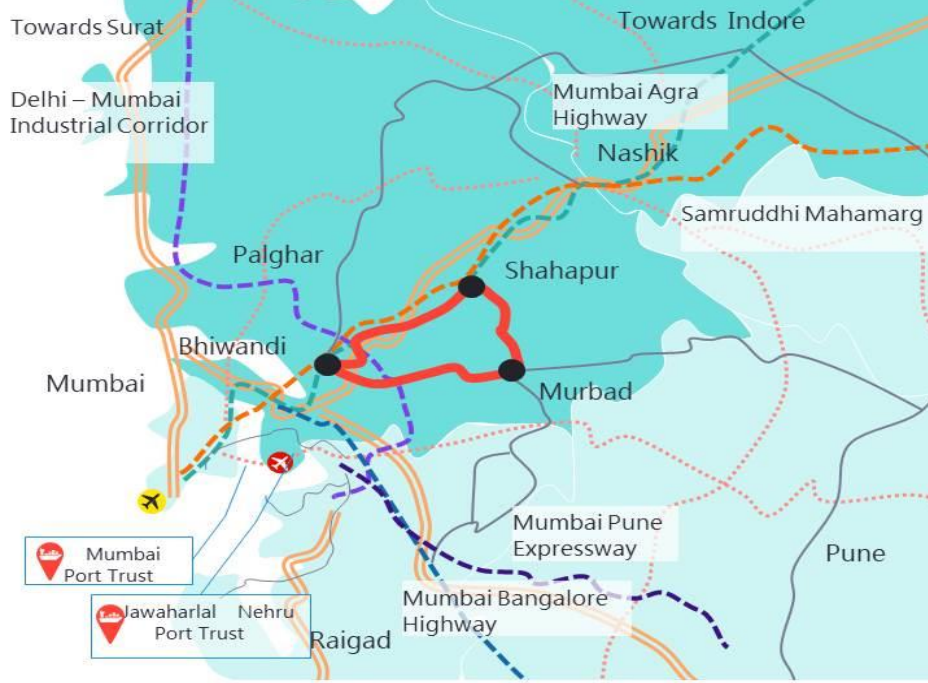 Towards Surat
Towards Indore
Delhi – Mumbai
Industrial Corridor
Mumbai Agra
Highway
Nashik
Samruddhi Mahamarg
Palghar
Shahapur
Bhiwandi
Mumbai
Murbad
Mumbai Pune
Expressway
Pune
Mumbai
Port Trust
Mumbai Bangalore
Highway
Jawaharlal Nehru
Port Trust
Raigad